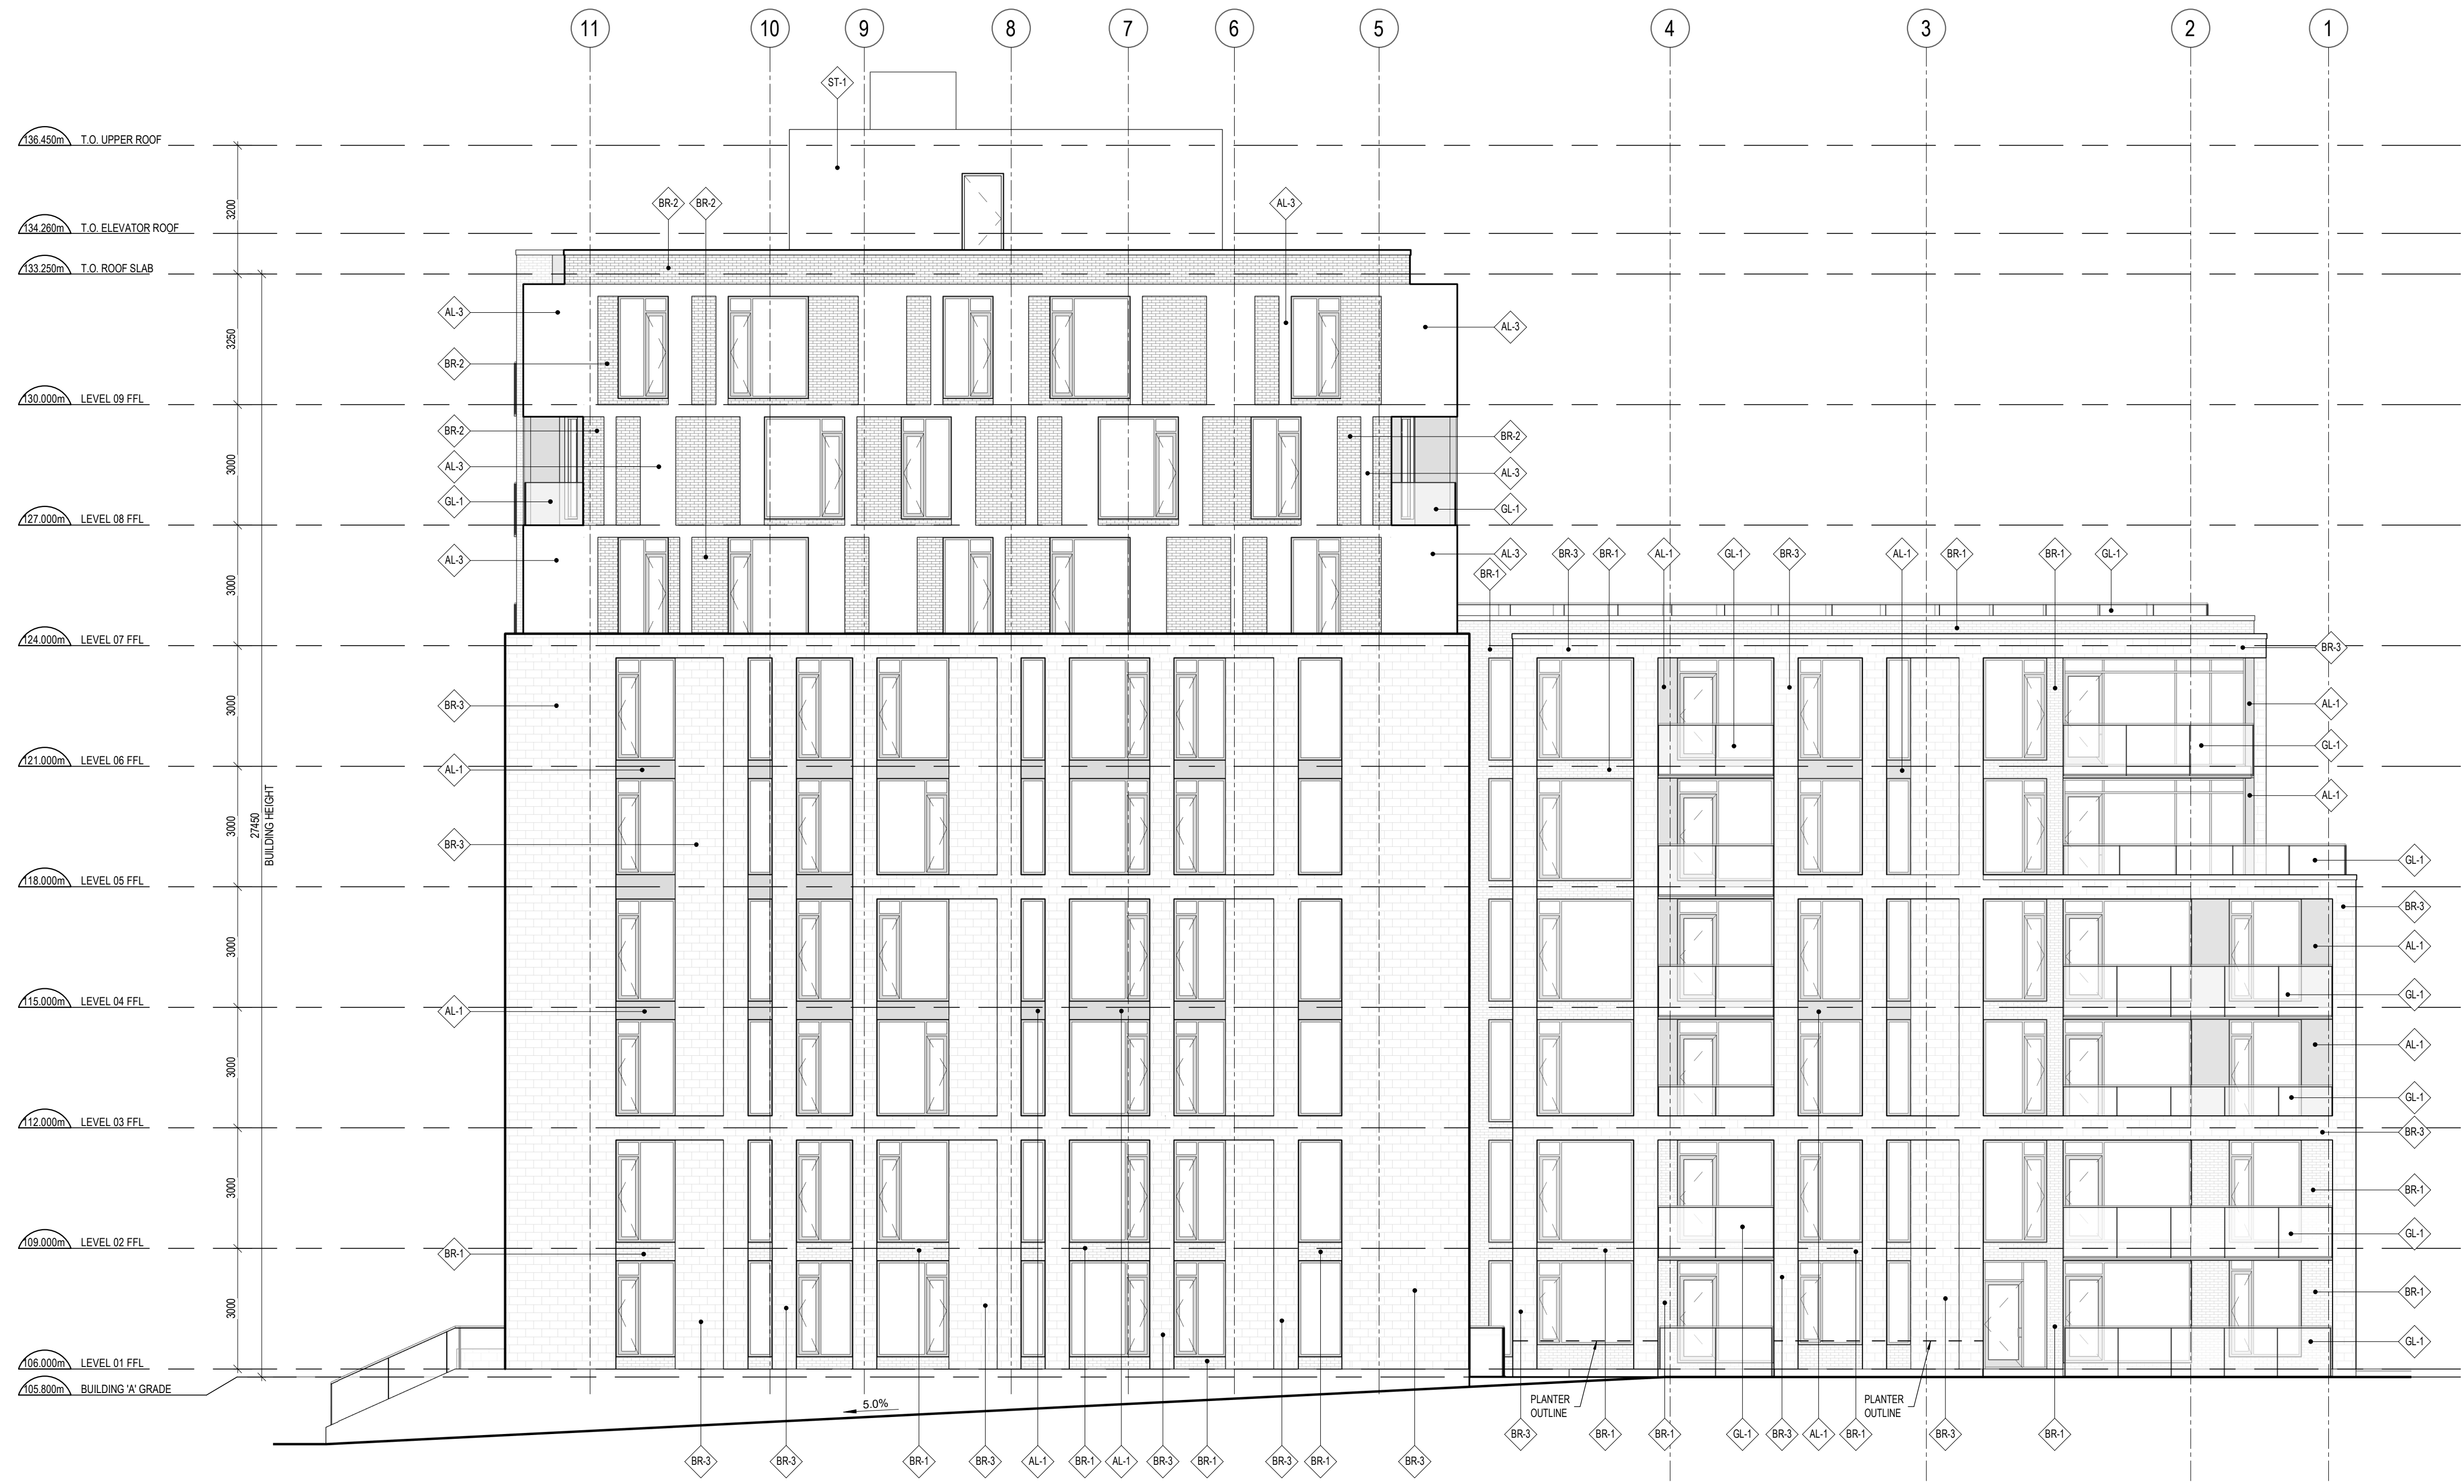 11 10 9 8 7 6 5 4 3 2 1
ST-1
136.450m T.O. UPPER ROOF
3200
BR-2 BR-2 AL-3
134.260m T.O. ELEVATOR ROOF
133.250m T.O. ROOF SLAB
AL-3 AL-3
3250
BR-2
130.000m LEVEL 09 FFL
BR-2 BR-2
3000
AL-3 AL-3
GL-1 GL-1
127.000m LEVEL 08 FFL
AL-3 AL-3 BR-3 BR-1 AL-1 GL-1 BR-3 AL-1 BR-1 BR-1 GL-1
BR-1
3000
124.000m LEVEL 07 FFL
BR-3
3000
BR-3 AL-1
GL-1
121.000m LEVEL 06 FFL
AL-1
AL-1
3000
27450
BUILDING HEIGHT
BR-3
GL-1
118.000m LEVEL 05 FFL
BR-3
3000
AL-1
GL-1
115.000m LEVEL 04 FFL
AL-1
AL-1
3000
GL-1
112.000m LEVEL 03 FFL
BR-3
3000
BR-1
GL-1
109.000m LEVEL 02 FFL
BR-1
BR-1
3000
GL-1
106.000m LEVEL 01 FFL
105.800m BUILDING 'A' GRADE
5.0%
PLANTER
OUTLINE
PLANTER
OUTLINE
BR-3 BR-1 BR-1 GL-1 BR-3 AL-1 BR-1 BR-3 BR-1
BR-3 BR-3 BR-1 BR-3 AL-1 BR-1 AL-1 BR-3 BR-1 BR-3 BR-1 BR-3